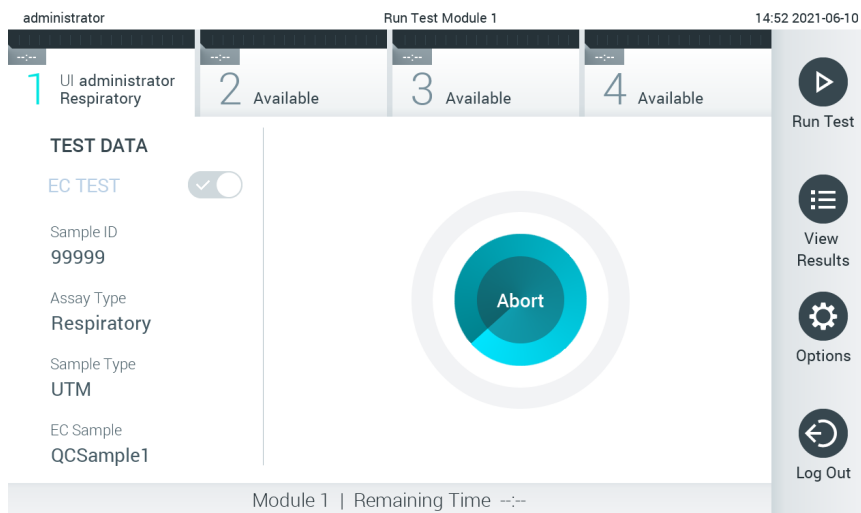 administrator
Run Test Module 1
14:52 2021-06-10
--:--
--:--
--:--
--:--
1 UI administrator
Respiratory
2 Available
3 Available
4 Available
Run Test
TEST DATA
EC TEST
Sample ID
99999
Assay Type
Respiratory
Sample Type
UTM
EC Sample
QCSample1
Abort
View
Results
Options
Log Out
Module 1 | Remaining Time --:--